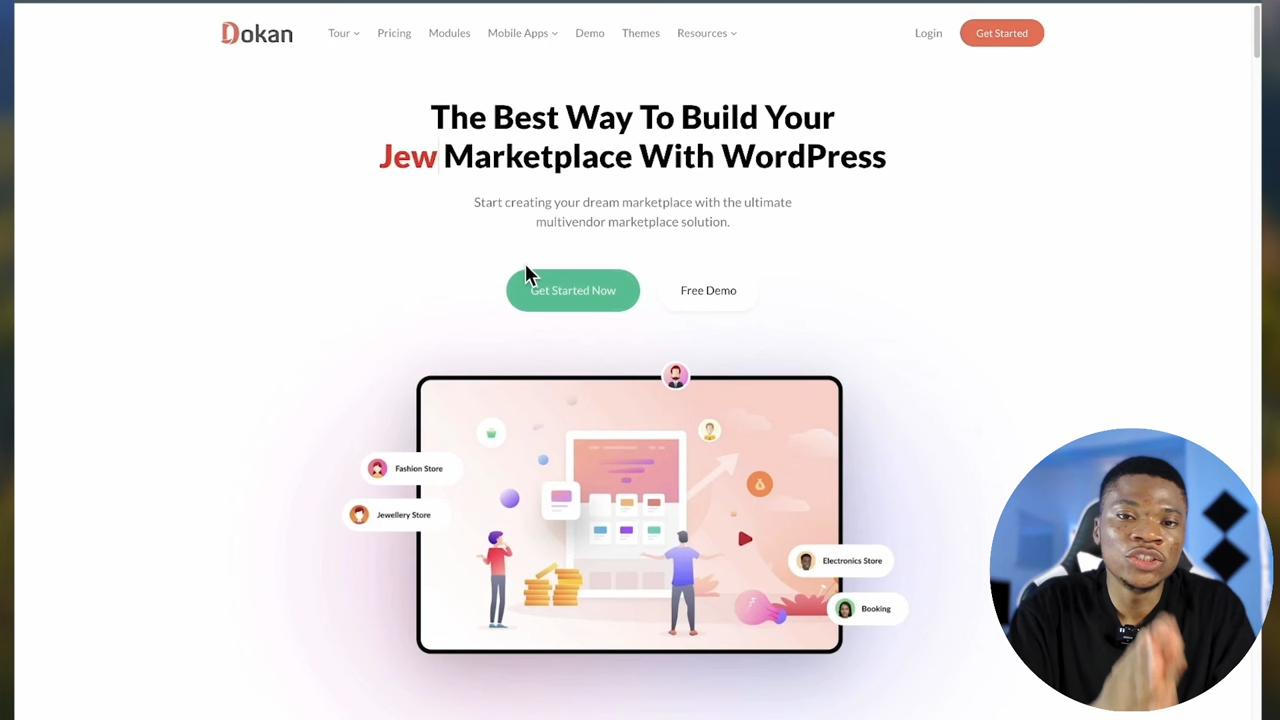 Dokan
Tour
Pricing
Modules
Mobile Apps
Demo
Themes
Resources
Login
Get Started
The Best Way To Build Your
Jew Marketplace With WordPress
Start creating your dream marketplace with the ultimate
multivendor marketplace solution.
Get Started Now
Free Demo
Fashion Store
Jewellery Store
Electronics Store
Booking